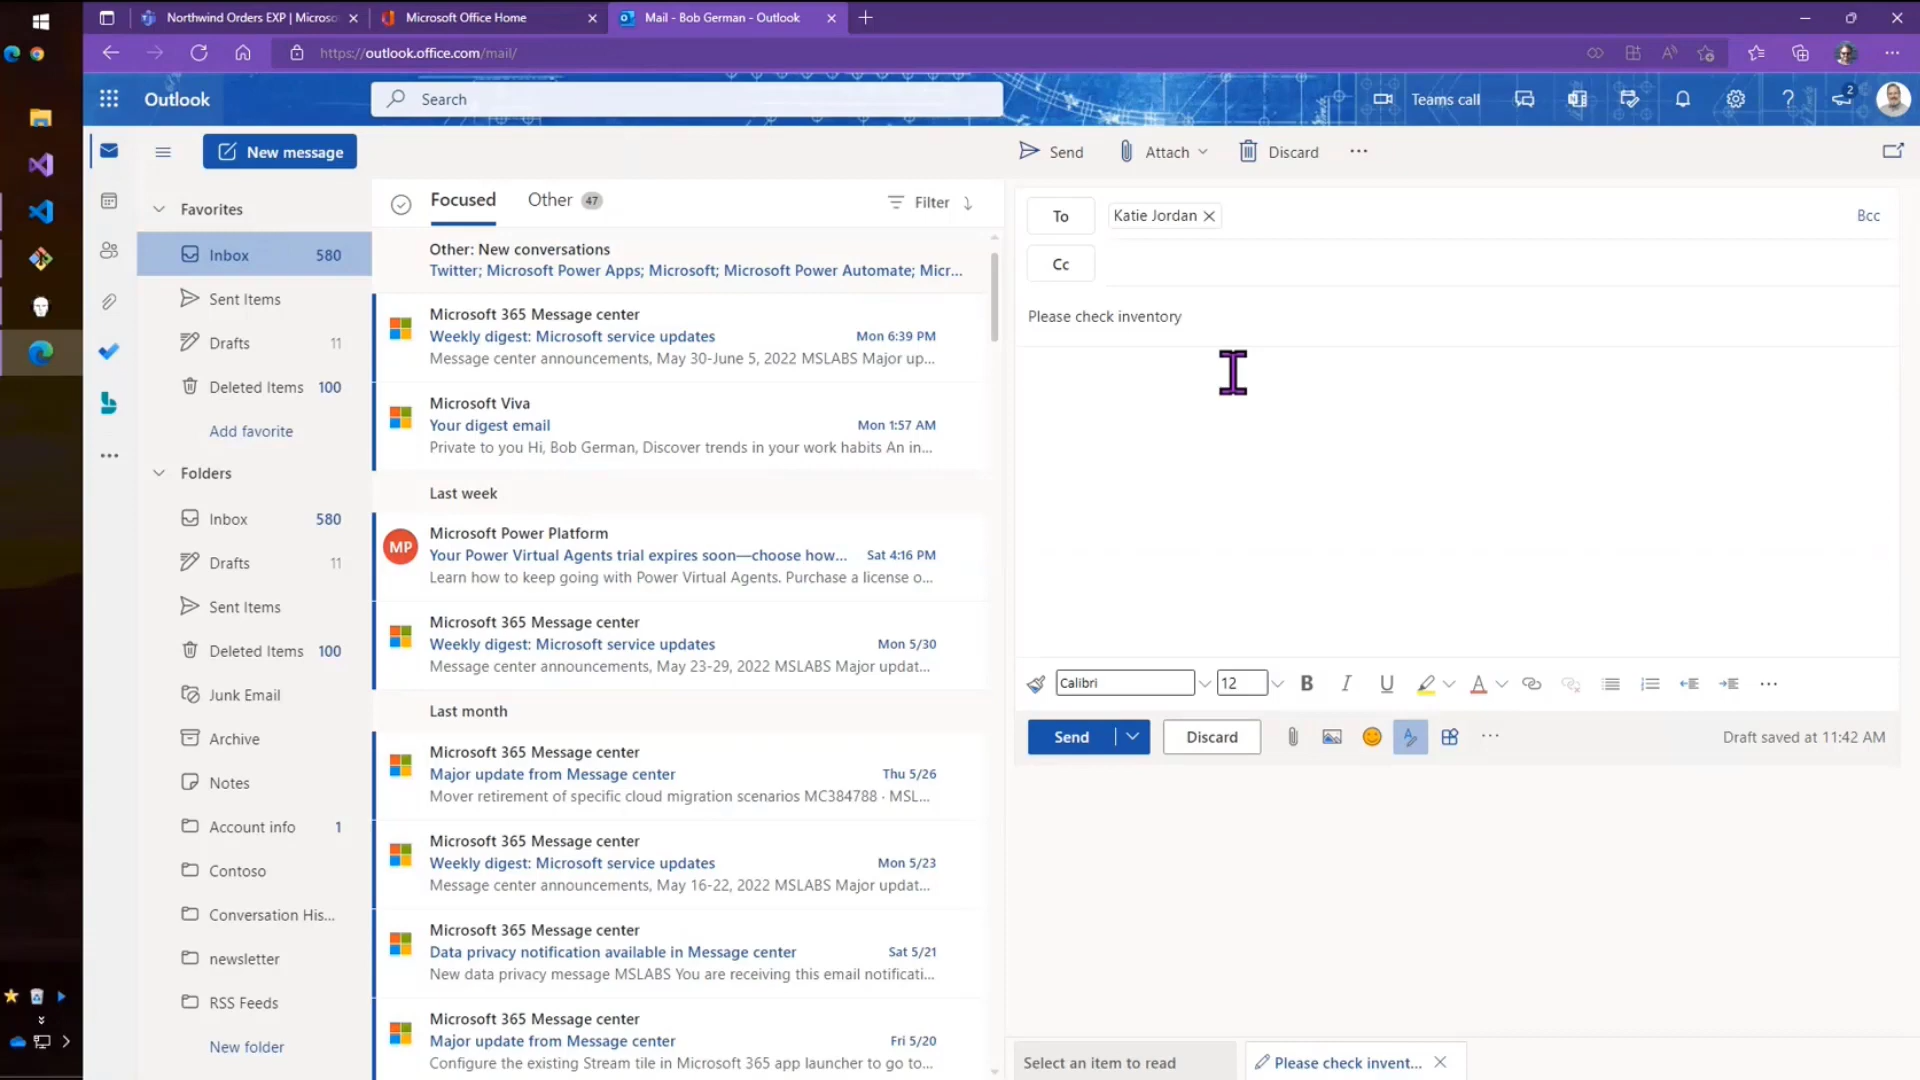 Northwind Orders EXP | Microso
Microsoft Office Home
Mail - Bob German - Outlook
https://outlook.office.com/mail/
Outlook
Search
Teams call
2
New message
Send
Attach
Discard
Favorites
Inbox 580
Sent Items
Drafts 11
Deleted Items 100
Add favorite
Folders
Inbox 580
Drafts 11
Sent Items
Deleted Items 100
Junk Email
Archive
Notes
Account info 1
Contoso
Conversation His...
newsletter
RSS Feeds
New folder
Focused
Other 47
Filter
Other: New conversations
Twitter; Microsoft Power Apps; Microsoft; Microsoft Power Automate; Micr...
Microsoft 365 Message center
Weekly digest: Microsoft service updates Mon 6:39 PM
Message center announcements, May 30-June 5, 2022 MSLABS Major up...
Microsoft Viva
Your digest email Mon 1:57 AM
Private to you Hi, Bob German, Discover trends in your work habits An in...
Last week
MP
Microsoft Power Platform
Your Power Virtual Agents trial expires soon—choose how... Sat 4:16 PM
Learn how to keep going with Power Virtual Agents. Purchase a license o...
Microsoft 365 Message center
Weekly digest: Microsoft service updates Mon 5/30
Message center announcements, May 23-29, 2022 MSLABS Major updat...
Last month
Microsoft 365 Message center
Major update from Message center Thu 5/26
Mover retirement of specific cloud migration scenarios MC384788 · MSL...
Microsoft 365 Message center
Weekly digest: Microsoft service updates Mon 5/23
Message center announcements, May 16-22, 2022 MSLABS Major updat...
Microsoft 365 Message center
Data privacy notification available in Message center Sat 5/21
New data privacy message MSLABS You are receiving this email notificati...
Microsoft 365 Message center
Major update from Message center Fri 5/20
Configure the existing Stream tile in Microsoft 365 app launcher to go to...
To
Katie Jordan
Bcc
Cc
Please check inventory
Calibri
12
B I U A
Send
Discard
Draft saved at 11:42 AM
Select an item to read
Please check invent...